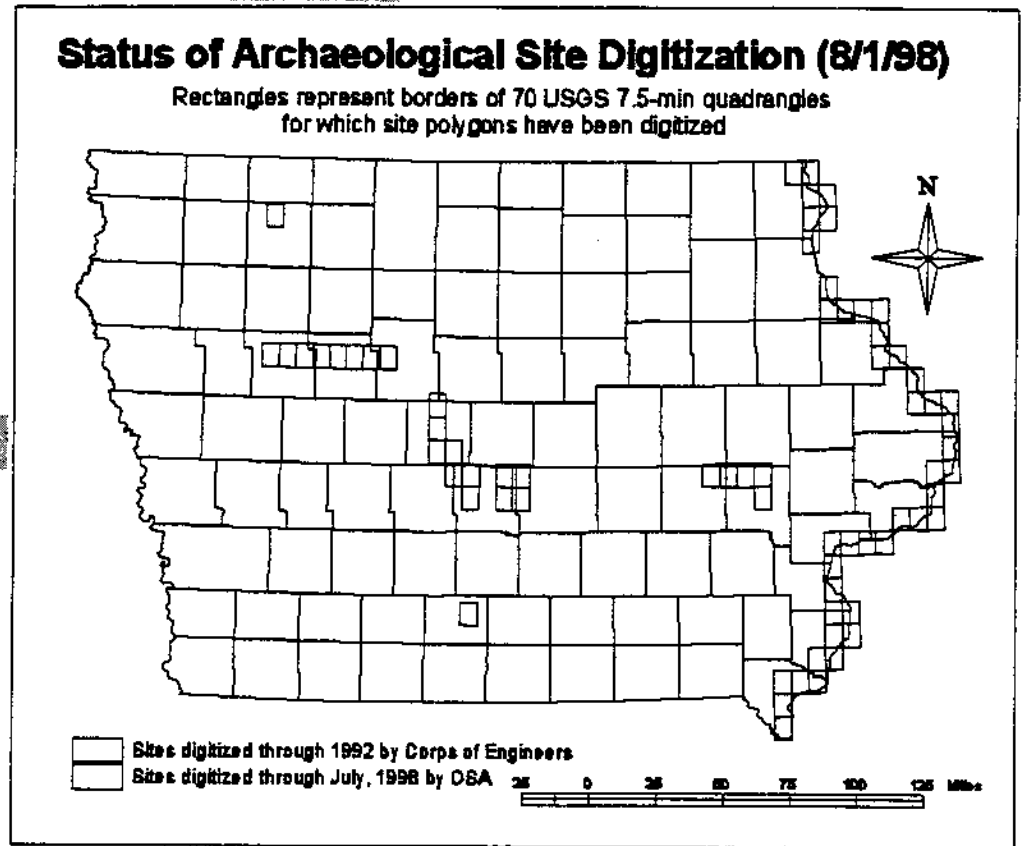 Status of Archaeological Site Digitization (8/1/98)
Rectangles represent borders of 70 USGS 7.5-min quadrangles
for which site polygons have been digitized
N
Sites digitized through 1992 by Corps of Engineers
Sites digitized through July, 1998 by OSA
25 0 25 50 75 100 125 Miles